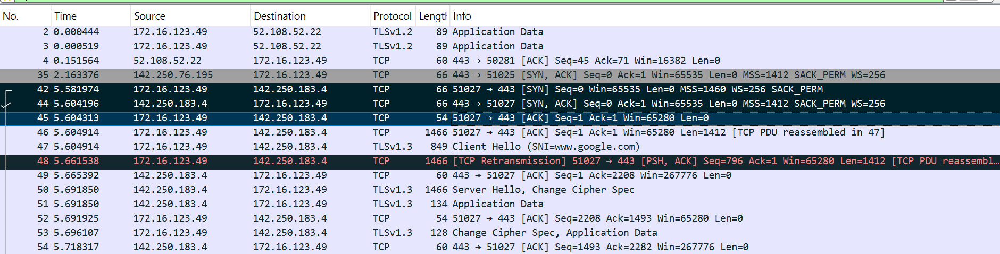 No. Time Source Destination Protocol Lengtl Info
2 0.000444 172.16.123.49 52.108.52.22 TLSv1.2 89 Application Data
3 0.000519 172.16.123.49 52.108.52.22 TLSv1.2 89 Application Data
4 0.151564 52.108.52.22 172.16.123.49 TCP 60 443 → 50281 [ACK] Seq=45 Ack=71 Win=16382 Len=0
35 2.163376 142.250.76.195 172.16.123.49 TCP 66 443 → 51025 [SYN, ACK] Seq=0 Ack=1 Win=65535 Len=0 MSS=1412 SACK_PERM WS=256
42 5.581974 172.16.123.49 142.250.183.4 TCP 66 51027 → 443 [SYN] Seq=0 Win=65535 Len=0 MSS=1460 WS=256 SACK_PERM
44 5.604196 142.250.183.4 172.16.123.49 TCP 66 443 → 51027 [SYN, ACK] Seq=0 Ack=1 Win=65535 Len=0 MSS=1412 SACK_PERM WS=256
45 5.604313 172.16.123.49 142.250.183.4 TCP 54 51027 → 443 [ACK] Seq=1 Ack=1 Win=65280 Len=0
46 5.604914 172.16.123.49 142.250.183.4 TCP 1466 51027 → 443 [ACK] Seq=1 Ack=1 Win=65280 Len=1412 [TCP PDU reassembled in 47]
47 5.604914 172.16.123.49 142.250.183.4 TLSv1.3 849 Client Hello (SNI=www.google.com)
48 5.661538 172.16.123.49 142.250.183.4 TCP 1466 [TCP Retransmission] 51027 → 443 [PSH, ACK] Seq=796 Ack=1 Win=65280 Len=1412 [TCP PDU reassembl…
49 5.665392 142.250.183.4 172.16.123.49 TCP 60 443 → 51027 [ACK] Seq=1 Ack=2208 Win=267776 Len=0
50 5.691850 142.250.183.4 172.16.123.49 TLSv1.3 1466 Server Hello, Change Cipher Spec
51 5.691850 142.250.183.4 172.16.123.49 TLSv1.3 134 Application Data
52 5.691925 172.16.123.49 142.250.183.4 TCP 54 51027 → 443 [ACK] Seq=2208 Ack=1493 Win=65280 Len=0
53 5.696107 172.16.123.49 142.250.183.4 TLSv1.3 128 Change Cipher Spec, Application Data
54 5.718317 142.250.183.4 172.16.123.49 TCP 60 443 → 51027 [ACK] Seq=1493 Ack=2282 Win=267776 Len=0